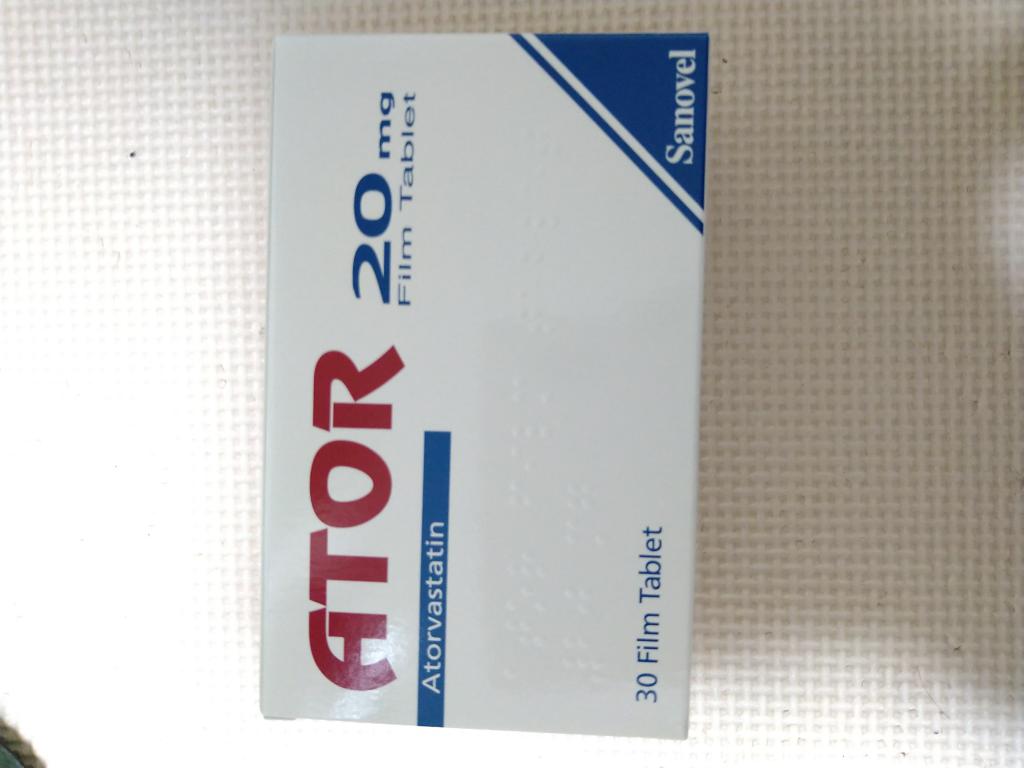 ATOR 20 mg
Film Tablet
Atorvastatin
30 Film Tablet
Sanovel